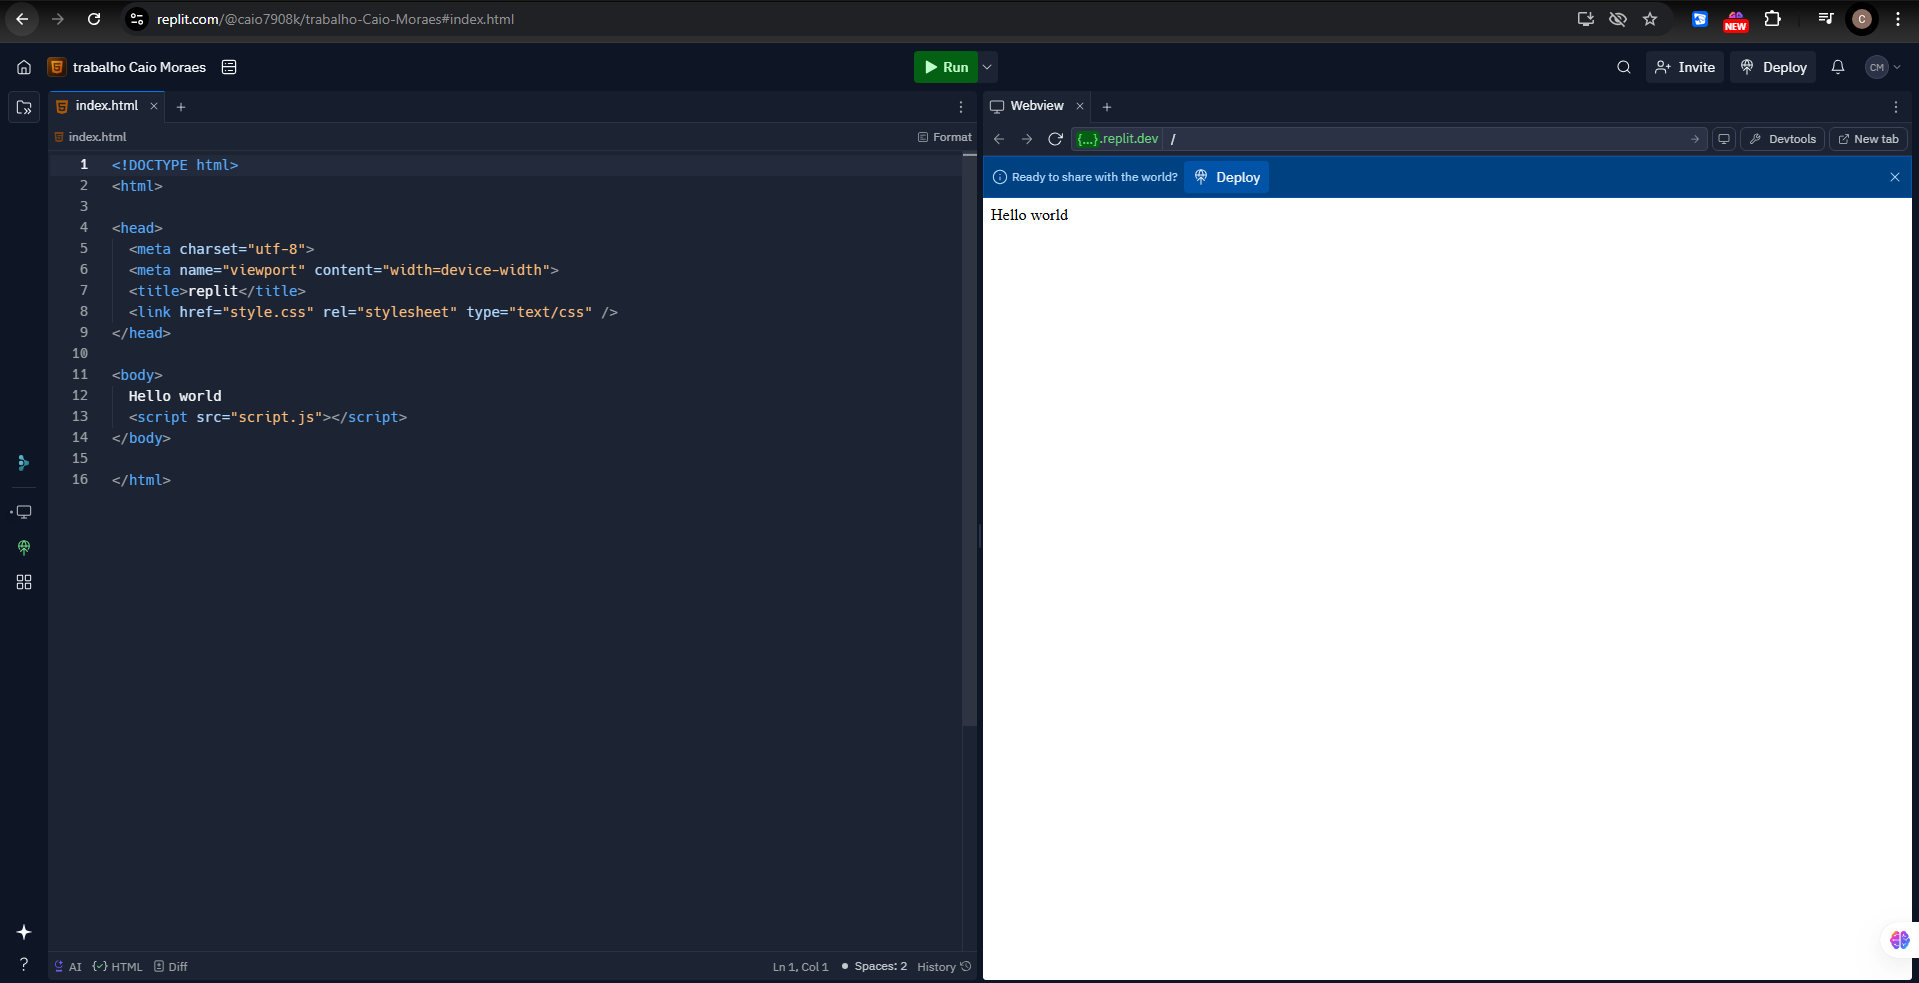 replit.com/@caio7908k/trabalho-Caio-Moraes#index.html
NEW
C
trabalho Caio Moraes
Run
Invite
Deploy
CM
index.html
Webview
index.html
Format
{...}.replit.dev /
Devtools
New tab
Ready to share with the world?
Deploy
Hello world
1 <!DOCTYPE html>
2 <html>
3
4 <head>
5 <meta charset="utf-8">
6 <meta name="viewport" content="width=device-width">
7 <title>replit</title>
8 <link href="style.css" rel="stylesheet" type="text/css" />
9 </head>
10
11 <body>
12 Hello world
13 <script src="script.js"></script>
14 </body>
15
16 </html>
?
AI
HTML
Diff
Ln 1, Col 1
Spaces: 2
History